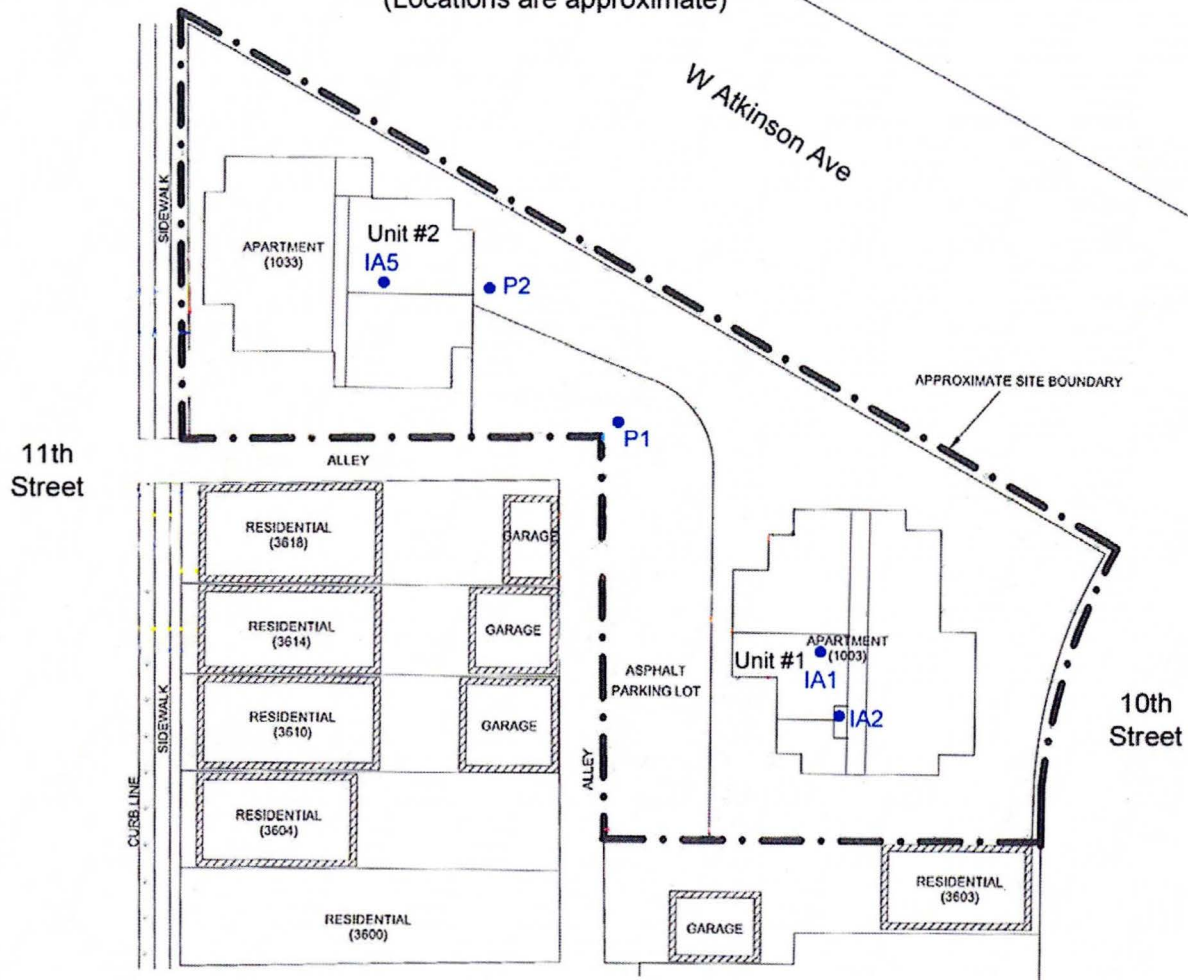 (Locations are approximate)
W Atkinson Ave
SIDEWALK
APARTMENT
(1033)
Unit #2
IA5
P2
APPROXIMATE SITE BOUNDARY
P1
11th
Street
ALLEY
RESIDENTIAL
(3618)
GARAGE
RESIDENTIAL
(3614)
GARAGE
ASPHALT
PARKING LOT
APARTMENT
(1003)
Unit #1
IA1
IA2
10th
Street
RESIDENTIAL
(3610)
GARAGE
SIDEWALK
ALLEY
CURB LINE
RESIDENTIAL
(3604)
RESIDENTIAL
(3603)
RESIDENTIAL
(3600)
GARAGE